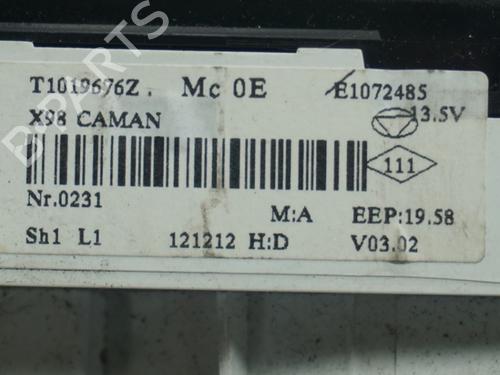 T1019676Z. Mc 0E E1072485
X98 CAMAN 13.5V
111
Nr.0231
M:A EEP:19.58
Sh1 L1 121212 H:D V03.02
B-Parts